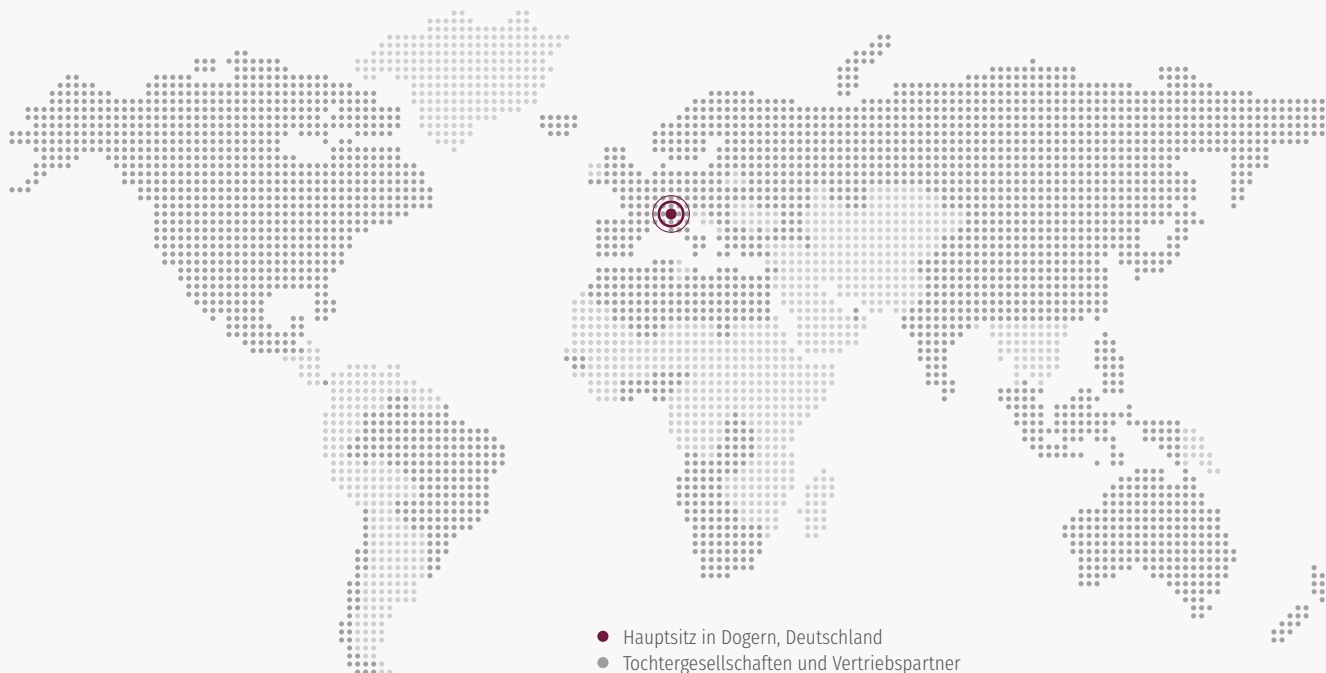 Hauptsitz in Dogern, Deutschland
Tochtergesellschaften und Vertriebspartner